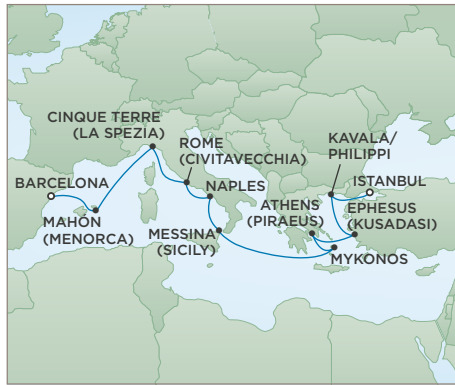 CINQUE TERRE
(LA SPEZIA)
ROME
(CIVITAVECCHIA)
KAVALA/
PHILIPPI
BARCELONA
NAPLES
ISTANBUL
MAHÓN
(MENORCA)
ATHENS
(PIRAEUS)
EPHESUS
(KUSADASI)
MESSINA
(SICILY)
MYKONOS